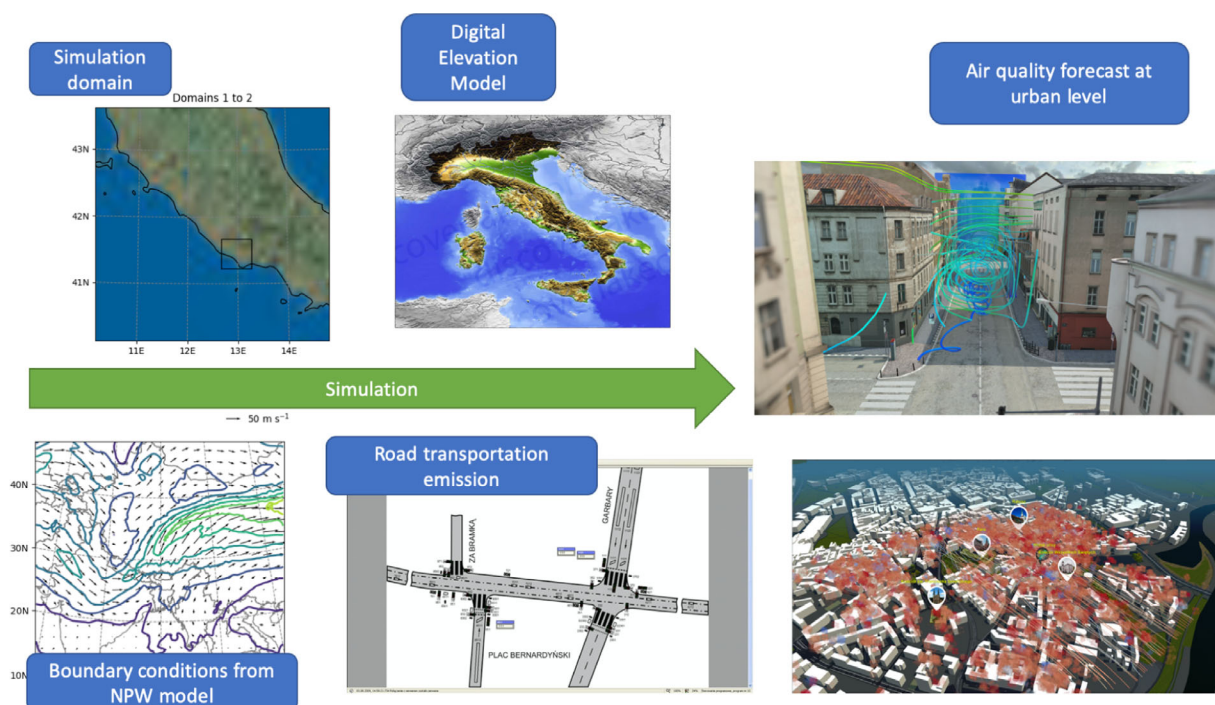 Simulation
domain
Domains 1 to 2
43N
42N
41N
11E
12E
13E
14E
Digital
Elevation
Model
Air quality forecast at
urban level
Simulation
50 m s⁻¹
40N
30N
20N
10N
Boundary conditions from
NPW model
Road transportation
emission
ZA BRAMKĄ
GARBARY
PLAC BERNARDYŃSKI